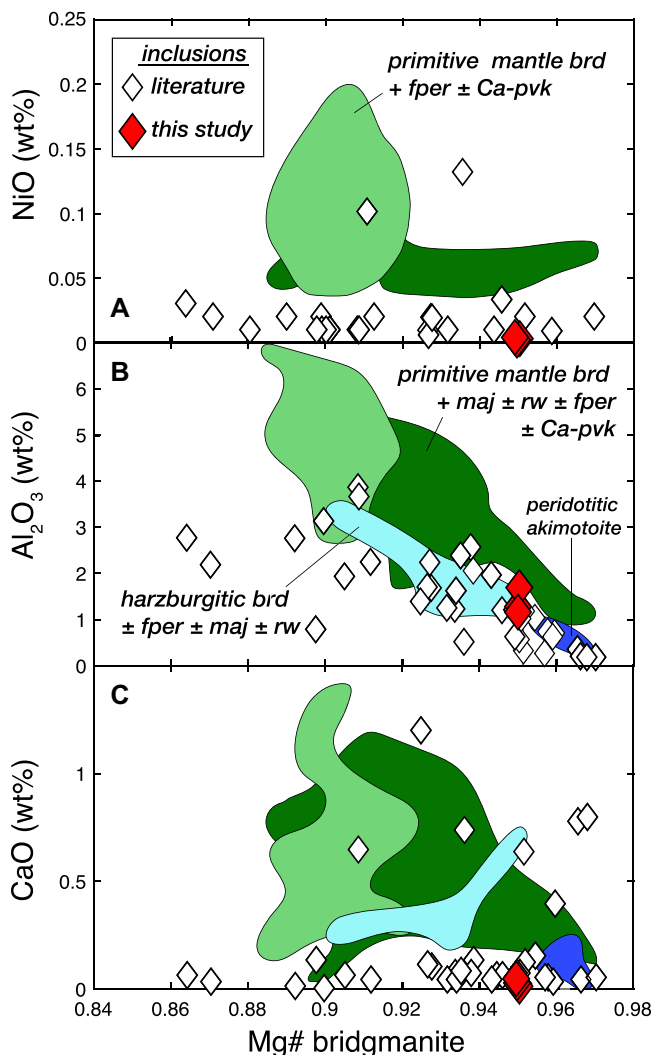 0.25
inclusions
literature
this study
primitive mantle brd
+ fper ± Ca-pvk
0.2
0.15
0.1
0.05
0
NiO (wt%)
A
B
primitive mantle brd
+ maj ± rw ± fper
± Ca-pvk
peridotitic
akimotoite
harzburgitic brd
± fper ± maj ± rw
6
5
4
3
2
1
0
Al₂O₃ (wt%)
C
1
0.5
0
CaO (wt%)
0.84
0.86
0.88
0.9
0.92
0.94
0.96
0.98
Mg# bridgmanite